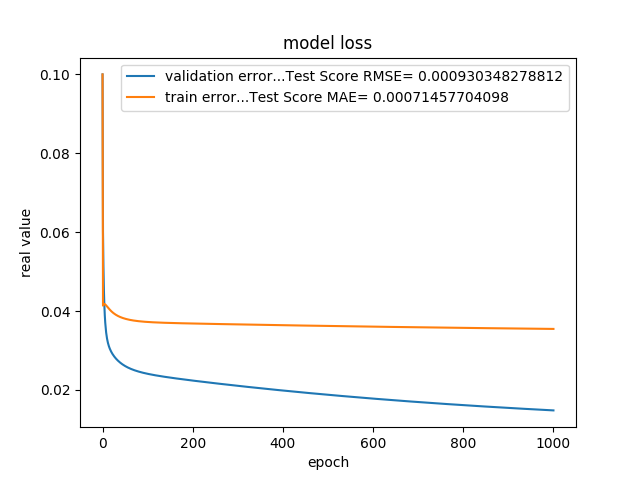 model loss
validation error...Test Score RMSE= 0.000930348278812
train error...Test Score MAE= 0.00071457704098
0.10
0.08
0.06
0.04
0.02
real value
0 200 400 600 800 1000
epoch